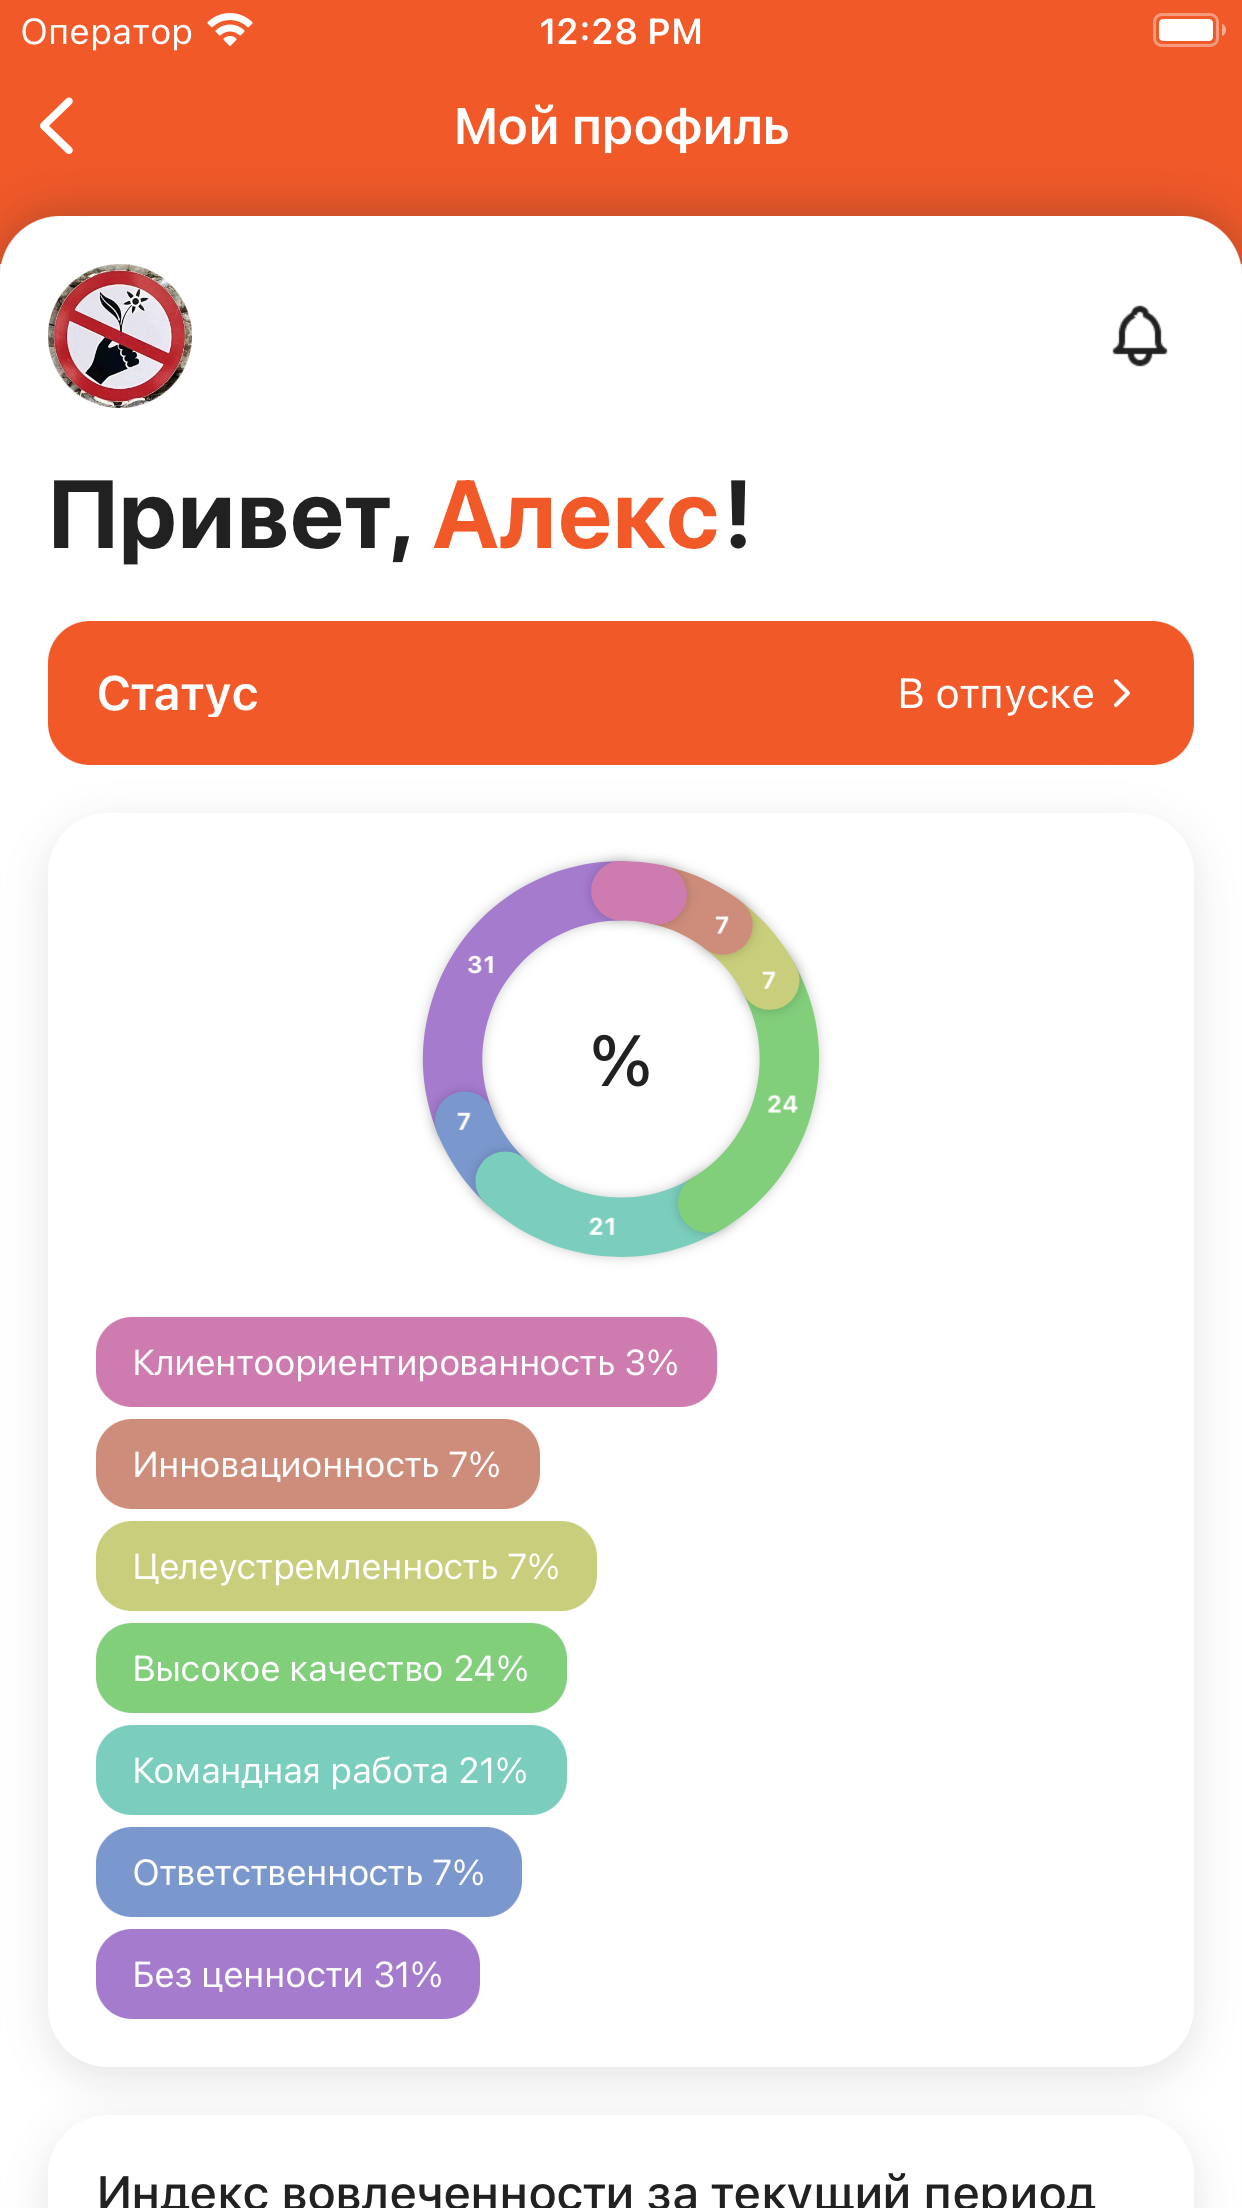 Оператор 12:28 PM
Мой профиль
Привет, Алекс!
Статус В отпуске
7
7
31
%
24
7
21
Клиентоориентированность 3%
Инновационность 7%
Целеустремленность 7%
Высокое качество 24%
Командная работа 21%
Ответственность 7%
Без ценности 31%
Индекс вовлеченности за текущий период